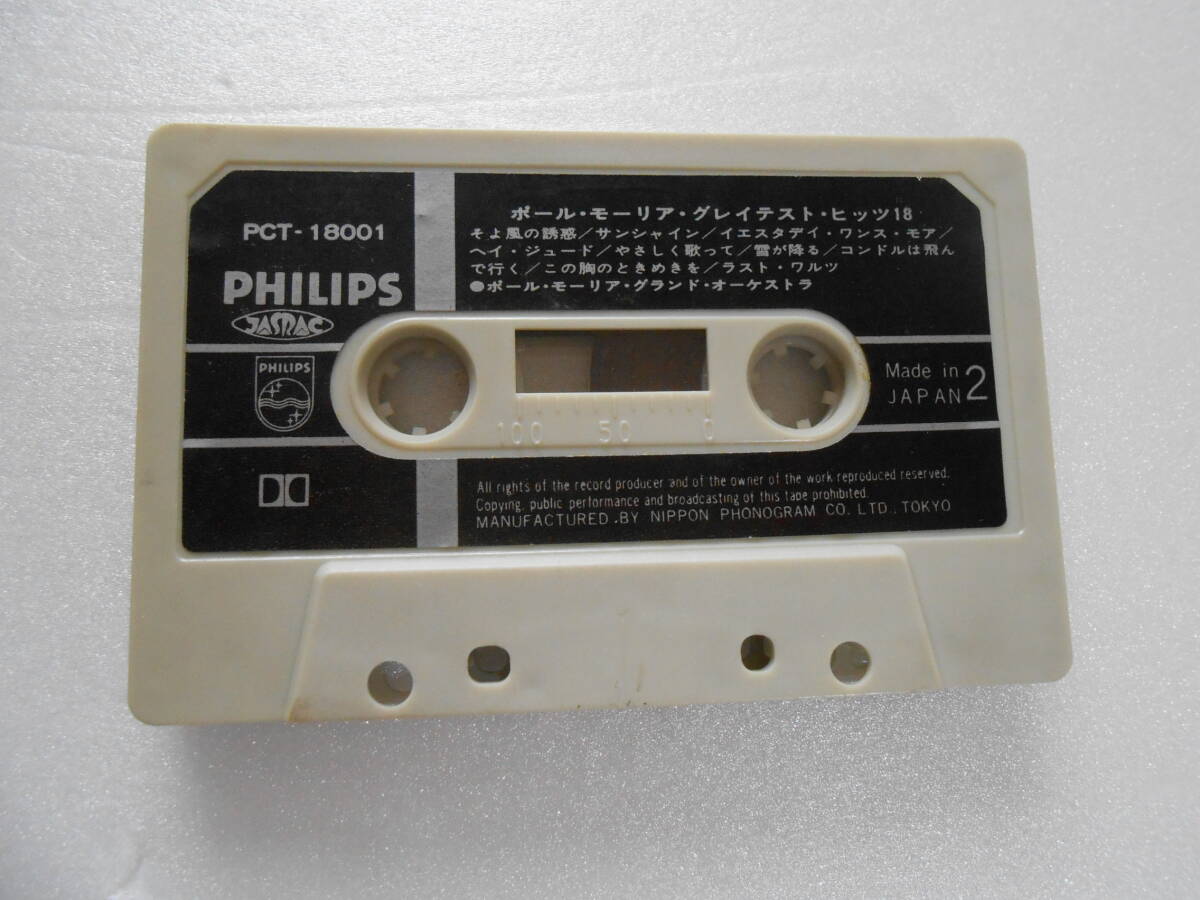 PCT-18001
PHILIPS
JASRAC
PHILIPS
ポール・モーリア・グレイテスト・ヒッツ18
そよ風の誘惑/サンシャイン/イエスタデイ・ワンス・モア/
ヘイ・ジュード/やさしく歌って/雪が降る/コンドルは飛ん
で行く/この胸のときめきを/ラスト・ワルツ
●ポール・モーリア・グランド・オーケストラ
Made in
JAPAN 2
100 50 0
All rights of the record producer and of the owner of the work reproduced reserved.
Copying, public performance and broadcasting of this tape prohibited.
MANUFACTURED BY NIPPON PHONOGRAM CO. LTD., TOKYO